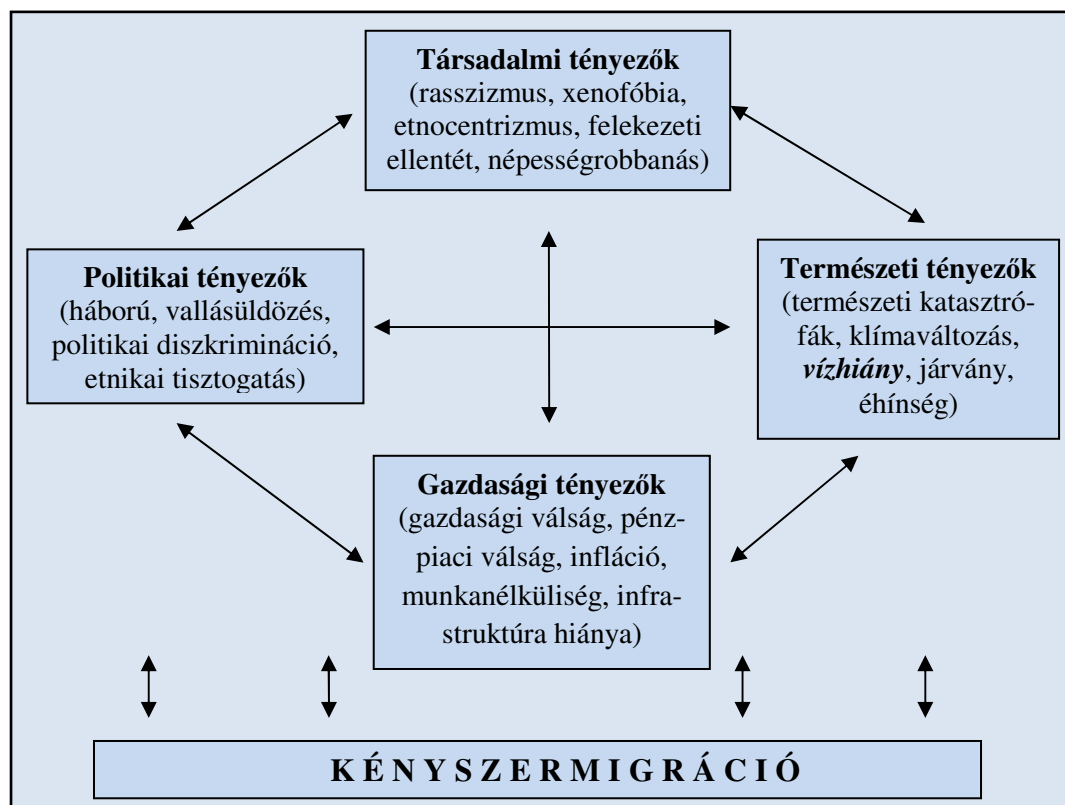 Társadalmi tényezők
(rasszizmus, xenofóbia,
etnocentrizmus, felekezeti
ellentét, népességrobbanás)
Politikai tényezők
(háború, vallásüldözés,
politikai diszkrimináció,
etnikai tisztogatás)
Természeti tényezők
(természeti katasztró-
fák, klímaváltozás,
vízhiány, járvány,
éhínség)
Gazdasági tényezők
(gazdasági válság, pénz-
piaci válság, infláció,
munkanélküliség, infra-
struktúra hiánya)
K É N Y S Z E R M I G R Á C I Ó